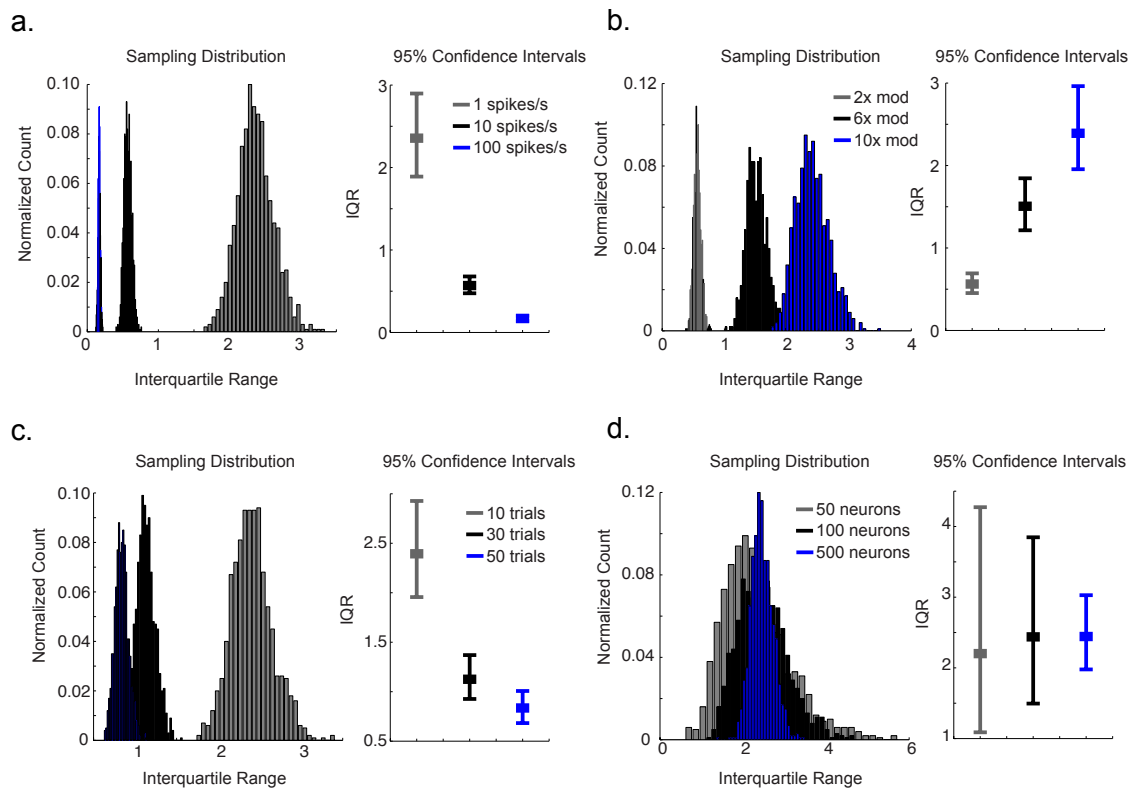 a.
Sampling Distribution
95% Confidence Intervals
Normalized Count
0.10
0.08
0.06
0.04
0.02
0
0 1 2 3
Interquartile Range
IQR
3
2
1
0
1 spikes/s
10 spikes/s
100 spikes/s
b.
Sampling Distribution
95% Confidence Intervals
Normalized Count
0.12
0.08
0.04
0
0 1 2 3 4
Interquartile Range
2x mod
6x mod
10x mod
IQR
3
2
1
0
c.
Sampling Distribution
95% Confidence Intervals
Normalized Count
0.10
0.08
0.06
0.04
0.02
0
1 2 3
Interquartile Range
IQR
2.5
1.5
0.5
10 trials
30 trials
50 trials
d.
Sampling Distribution
95% Confidence Intervals
Normalized Count
0.12
0.08
0.04
0
0 2 4 6
Interquartile Range
50 neurons
100 neurons
500 neurons
IQR
4
3
2
1